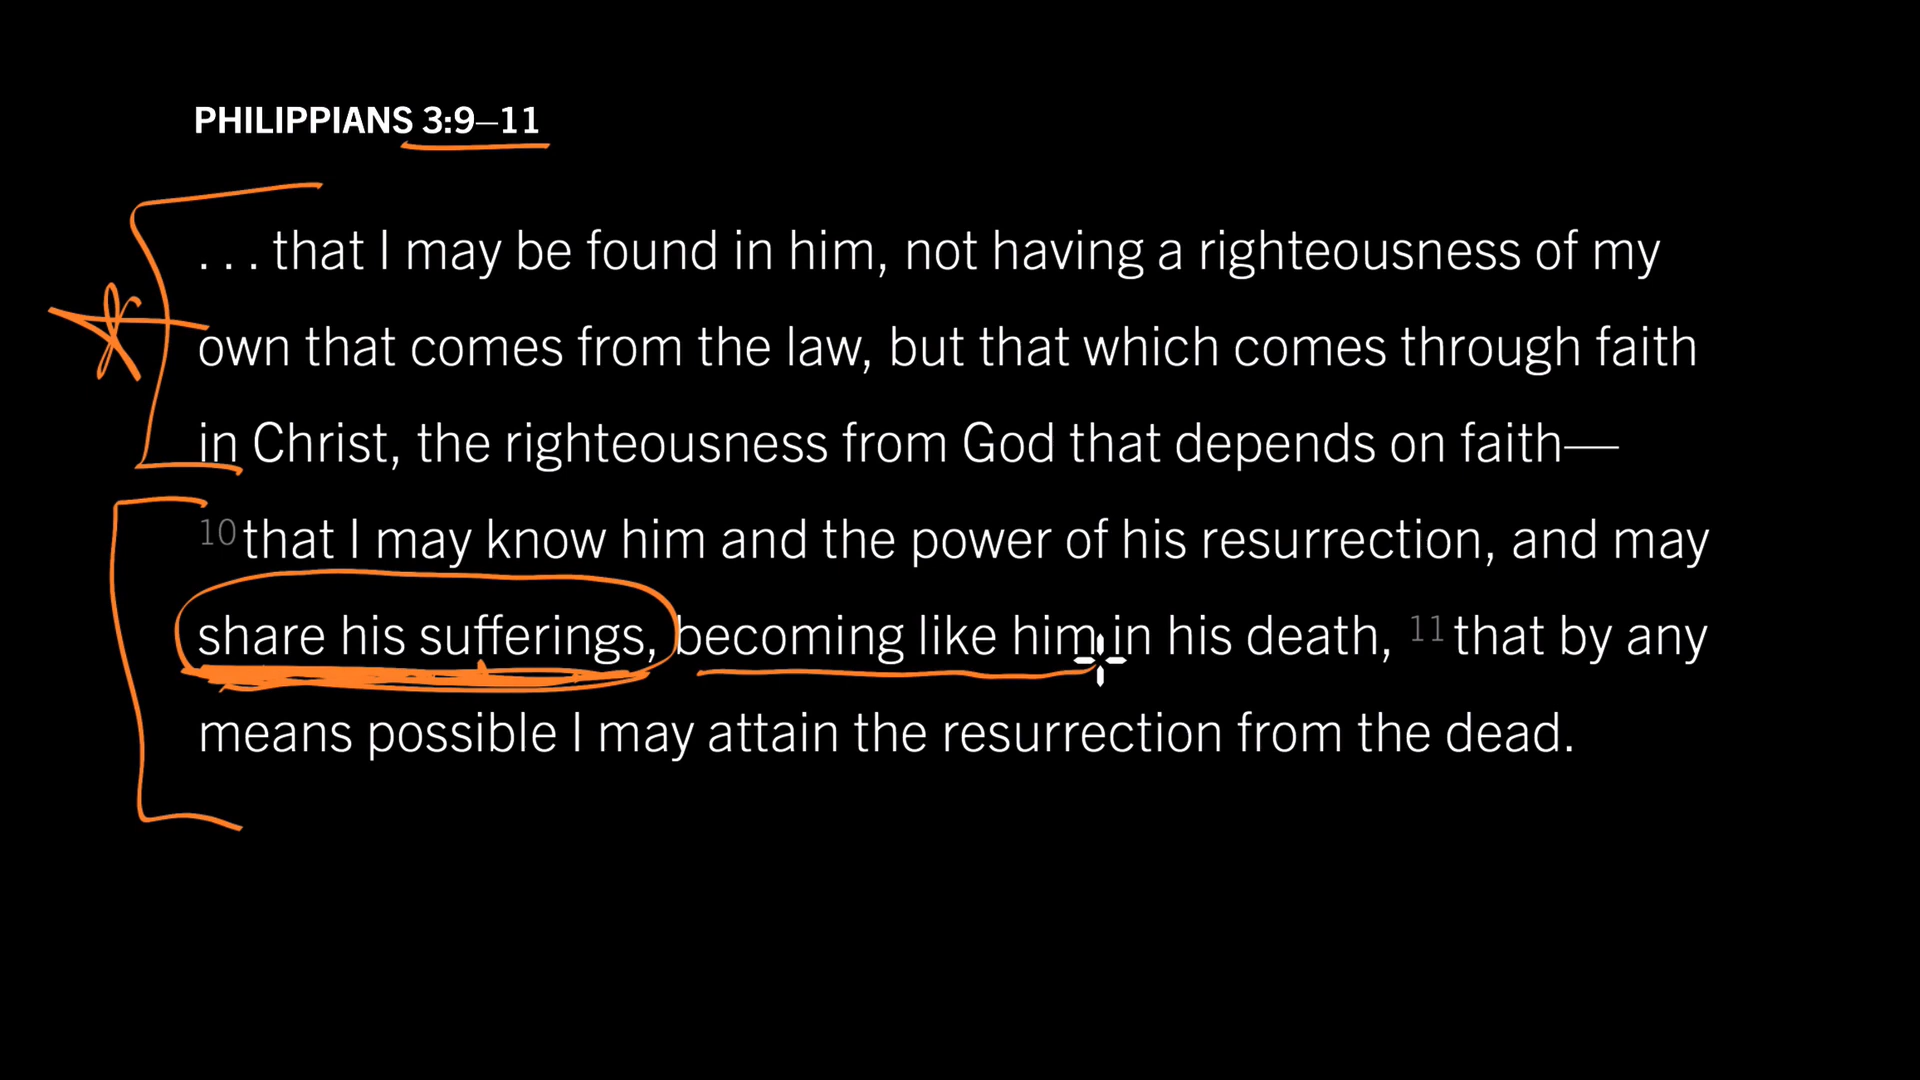 PHILIPPIANS 3:9–11
. . . that I may be found in him, not having a righteousness of my
own that comes from the law, but that which comes through faith
in Christ, the righteousness from God that depends on faith—
10 that I may know him and the power of his resurrection, and may
share his sufferings, becoming like him in his death, 11 that by any
means possible I may attain the resurrection from the dead.